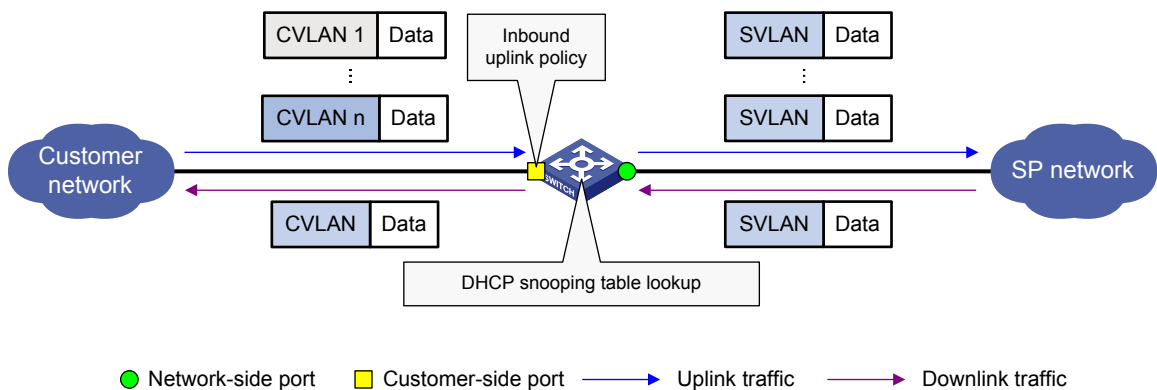 CVLAN 1 Data
Inbound
uplink policy
SVLAN Data
⋮
⋮
CVLAN n Data
SVLAN Data
Customer
network
SWITCH
SP network
CVLAN Data
SVLAN Data
DHCP snooping table lookup
Network-side port
Customer-side port
Uplink traffic
Downlink traffic